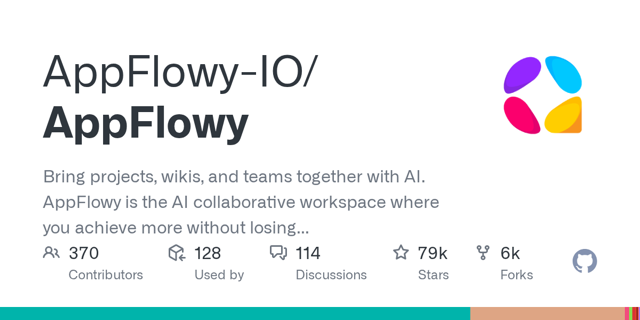 AppFlowy-IO/
AppFlowy
Bring projects, wikis, and teams together with AI.
AppFlowy is the AI collaborative workspace where
you achieve more without losing...
370 128 114 79k 6k
Contributors Used by Discussions Stars Forks